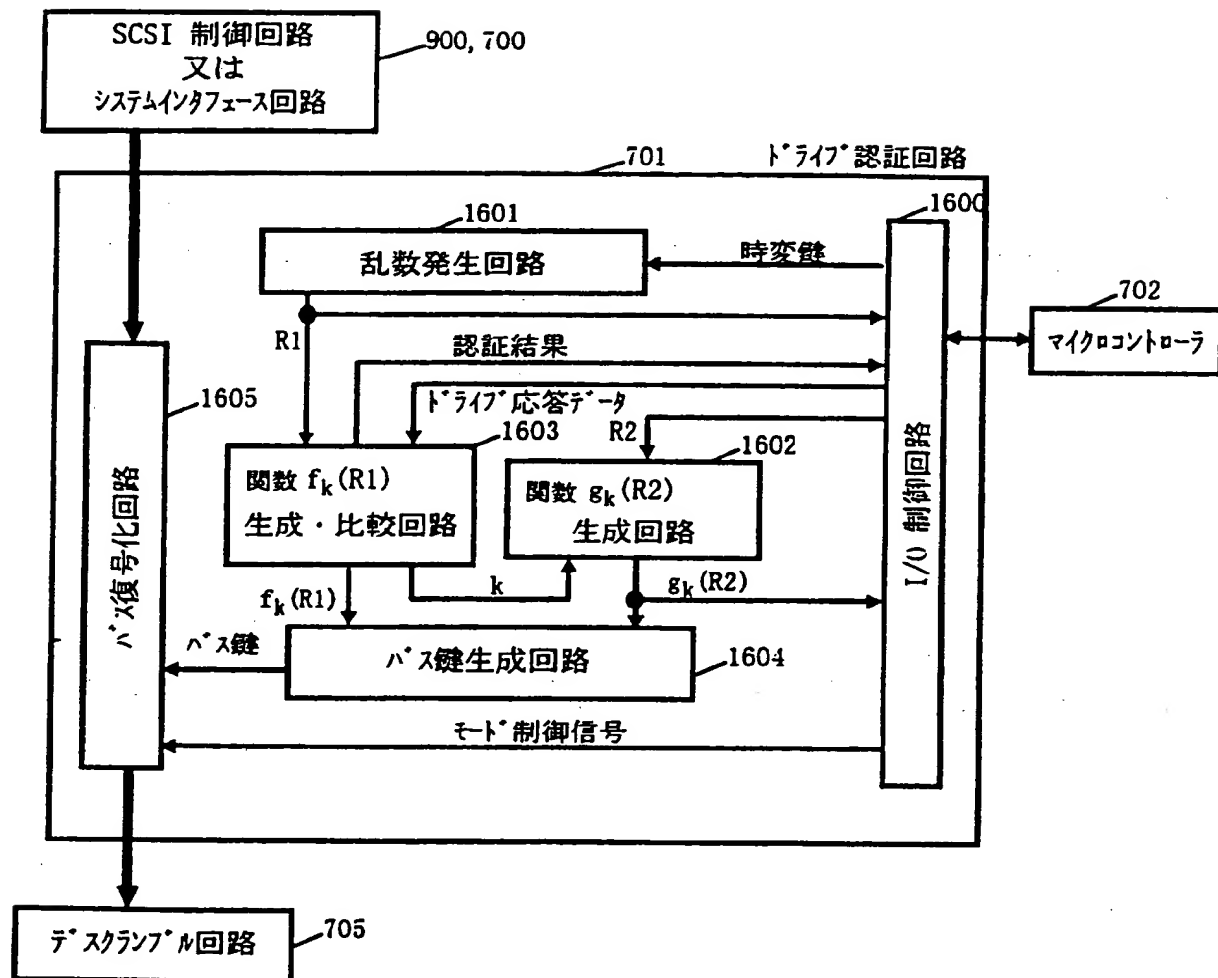 SCSI 制御回路
又は
システムインタフェース回路
900, 700
701
ドライブ認証回路
1600
1601
乱数発生回路
時変鍵
702
マイクロコントローラ
R1
認証結果
ドライブ応答データ
1605
1603
R2
1602
関数 fk(R1)
生成・比較回路
関数 gk(R2)
生成回路
I/O 制御回路
バス復号化回路
fk(R1)
k
gk(R2)
バス鍵
バス鍵生成回路
1604
モード制御信号
デスクランブル回路
705